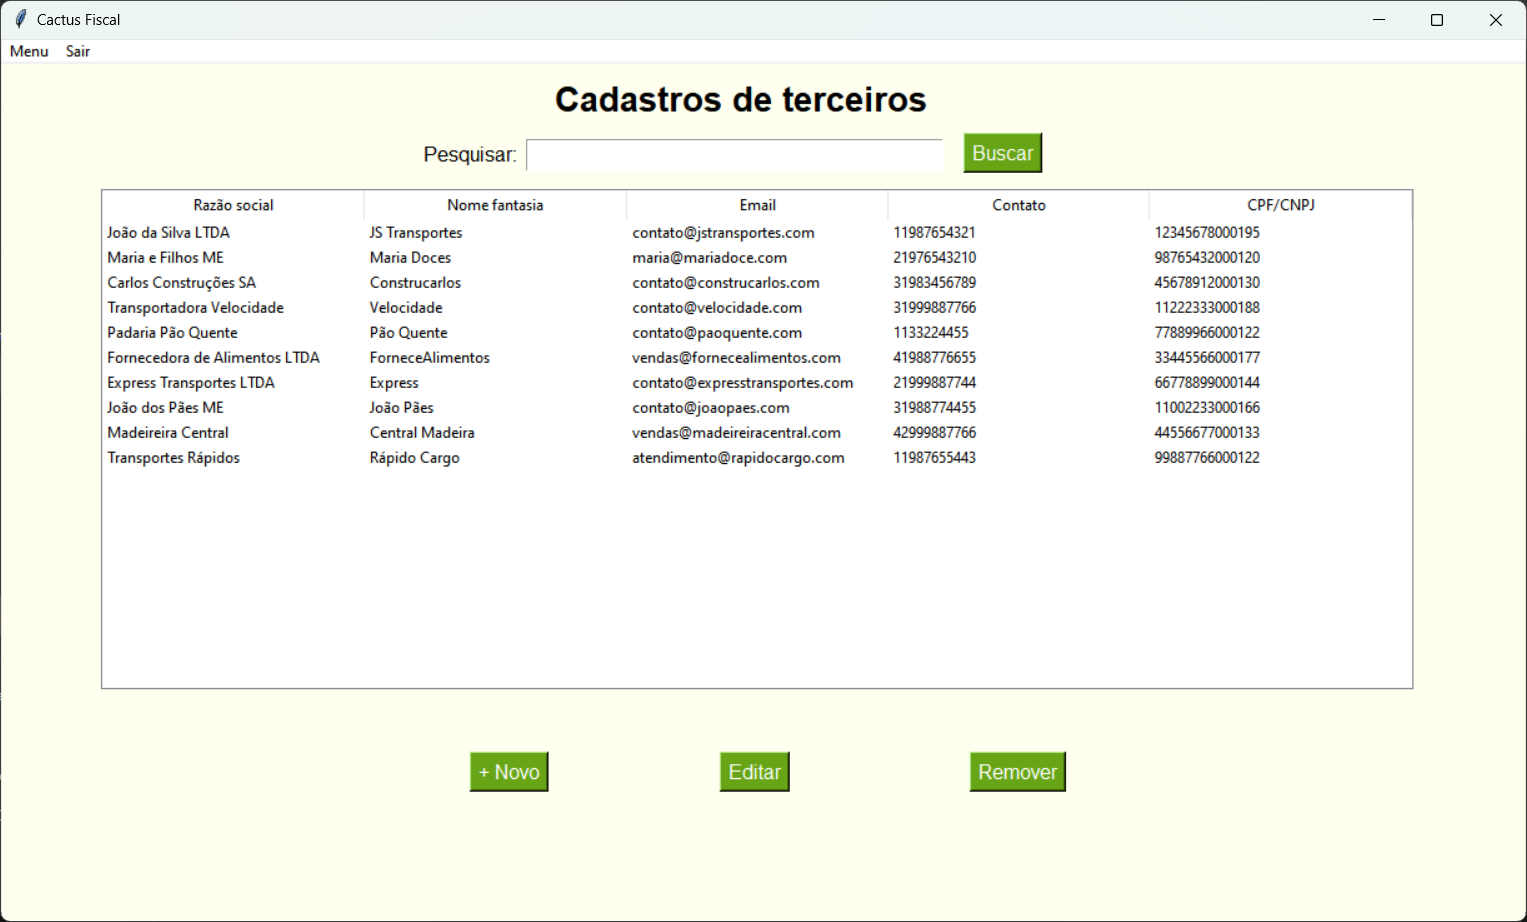 Cactus Fiscal
Menu Sair
Cadastros de terceiros
Pesquisar: Buscar
Razão social Nome fantasia Email Contato CPF/CNPJ
João da Silva LTDA JS Transportes contato@jstransportes.com 11987654321 12345678000195
Maria e Filhos ME Maria Doces maria@mariadoce.com 21976543210 98765432000120
Carlos Construções SA Construcarlos contato@construcarlos.com 31983456789 45678912000130
Transportadora Velocidade Velocidade contato@velocidade.com 31999887766 11222333000188
Padaria Pão Quente Pão Quente contato@paoquente.com 1133224455 77889966000122
Fornecedora de Alimentos LTDA ForneceAlimentos vendas@fornecealimentos.com 41988776655 33445566000177
Express Transportes LTDA Express contato@expresstransportes.com 21999887744 66778899000144
João dos Pães ME João Pães contato@joaopaes.com 31988774455 11002233000166
Madeireira Central Central Madeira vendas@madeireiracentral.com 42999887766 44556677000133
Transportes Rápidos Rápido Cargo atendimento@rapidocargo.com 11987655443 99887766000122
+ Novo Editar Remover